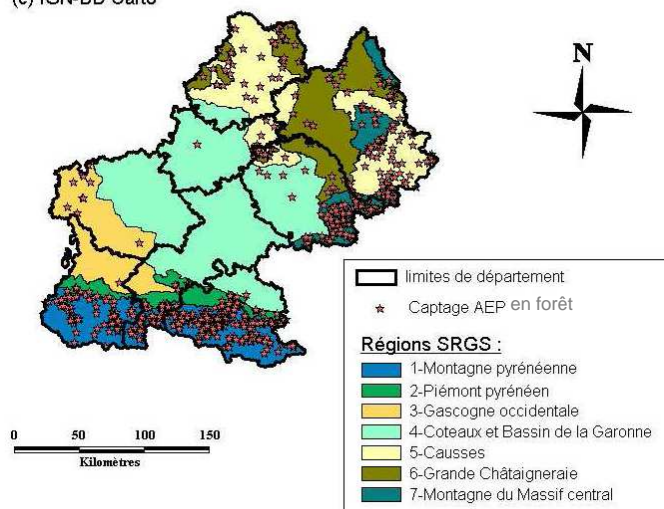 (c) IGN-BD Carto
N
limites de département
Captage AEP en forêt
Régions SRGS :
1-Montagne pyrénéenne
2-Piémont pyrénéen
3-Gascogne occidentale
4-Coteaux et Bassin de la Garonne
5-Causses
6-Grande Châtaigneraie
7-Montagne du Massif central
0 50 100 150
Kilomètres